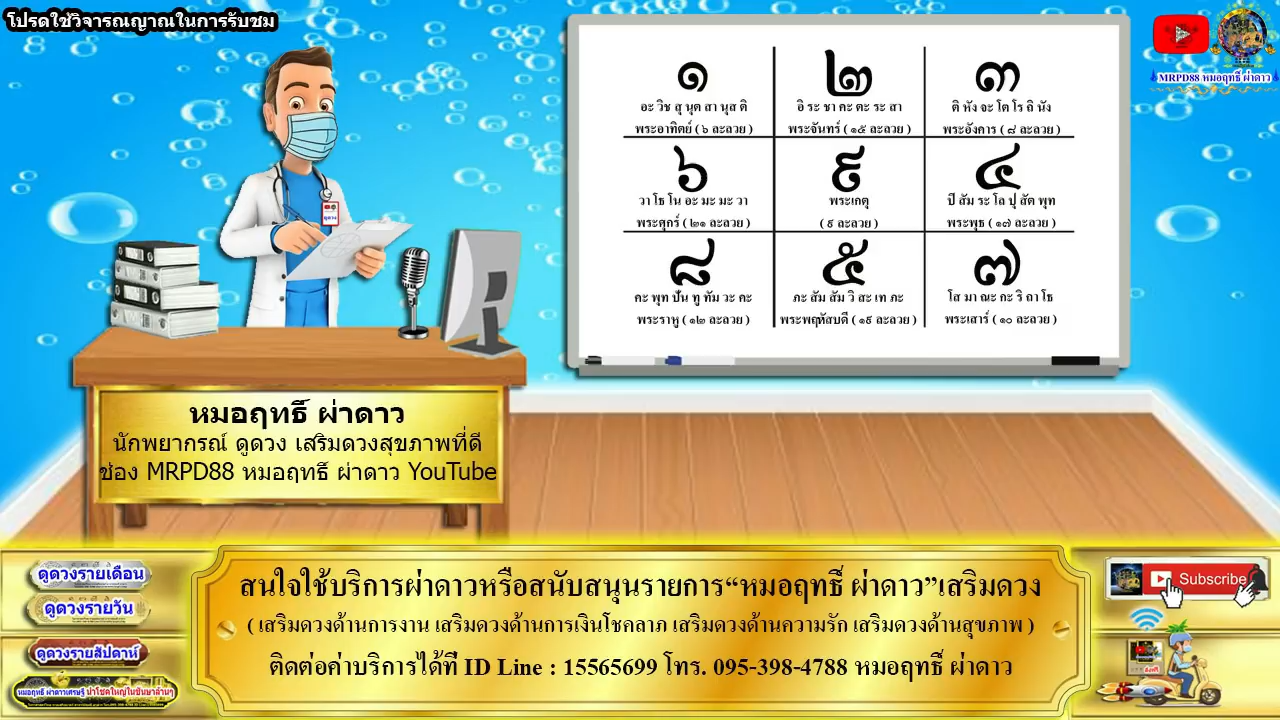 โปรดใช้วิจารณญาณในการรับชม
MRPD88 หมอฤทธิ์ ผ่าดาว
๑ ๒ ๓
อะ วิช สุ นุต สา นุส ติ
อิ ระ ชา คะ ตะ ระ สา
ติ หัง จะ โต โร ถิ นัง
พระอาทิตย์ ( ๖ ละลวย )
พระจันทร์ ( ๑๕ ละลวย )
พระอังคาร ( ๘ ละลวย )
๖ ๙ ๔
วา โธ โน อะ มะ มะ วา
พระเกตุ
ปิ สัม ระ โล ปุ สัต พุท
พระศุกร์ ( ๒๑ ละลวย )
( ๙ ละลวย )
พระพุธ ( ๑๗ ละลวย )
๘ ๕ ๗
คะ พุท ปัน ทู ทัม วะ คะ
ภะ สัม สัม วิ สะ เท ภะ
โส มา ณะ กะ ริ ถา โธ
พระราหู ( ๑๒ ละลวย )
พระพฤหัสบดี ( ๑๙ ละลวย )
พระเสาร์ ( ๑๐ ละลวย )
ดูดวง
หมอฤทธิ์ ผ่าดาว
นักพยากรณ์ ดูดวง เสริมดวงสุขภาพที่ดี
ช่อง MRPD88 หมอฤทธิ์ ผ่าดาว YouTube
ดูดวงรายเดือน
ดูดวงรายวัน
ดูดวงรายสัปดาห์
สนใจใช้บริการผ่าดาวหรือสนับสนุนรายการ“หมอฤทธิ์ ผ่าดาว”เสริมดวง
( เสริมดวงด้านการงาน เสริมดวงด้านการเงินโชคลาภ เสริมดวงด้านความรัก เสริมดวงด้านสุขภาพ )
ติดต่อค่าบริการได้ที่ ID Line : 15565699 โทร. 095-398-4788 หมอฤทธิ์ ผ่าดาว
Subscribe